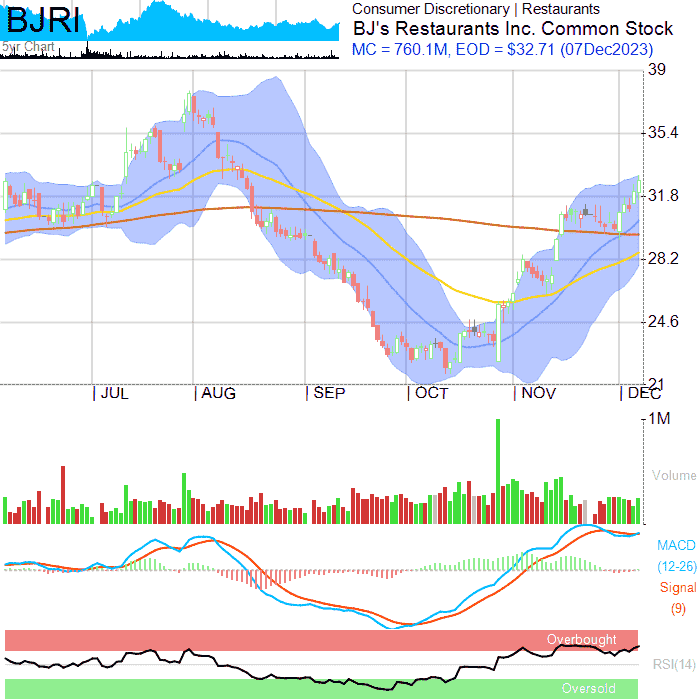 BJRI
5yr Chart
Consumer Discretionary | Restaurants
BJ's Restaurants Inc. Common Stock
MC = 760.1M, EOD = $32.71 (07Dec2023)
39
35.4
31.8
28.2
24.6
21
JUL AUG SEP OCT NOV DEC
1M
Volume
MACD
(12-26)
Signal
(9)
Overbought
RSI(14)
Oversold